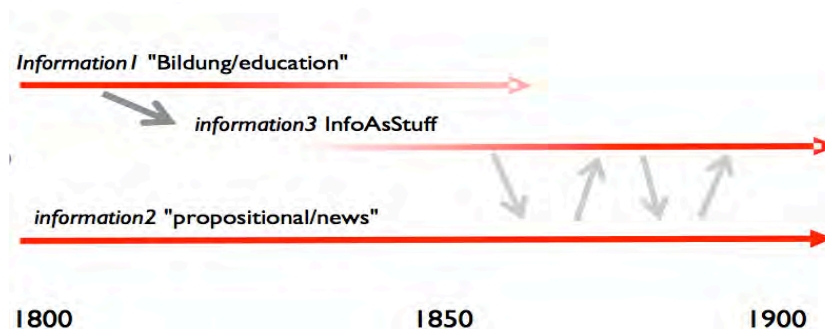 Information1 "Bildung/education"
information3 InfoAsStuff
information2 "propositional/news"
1800 1850 1900